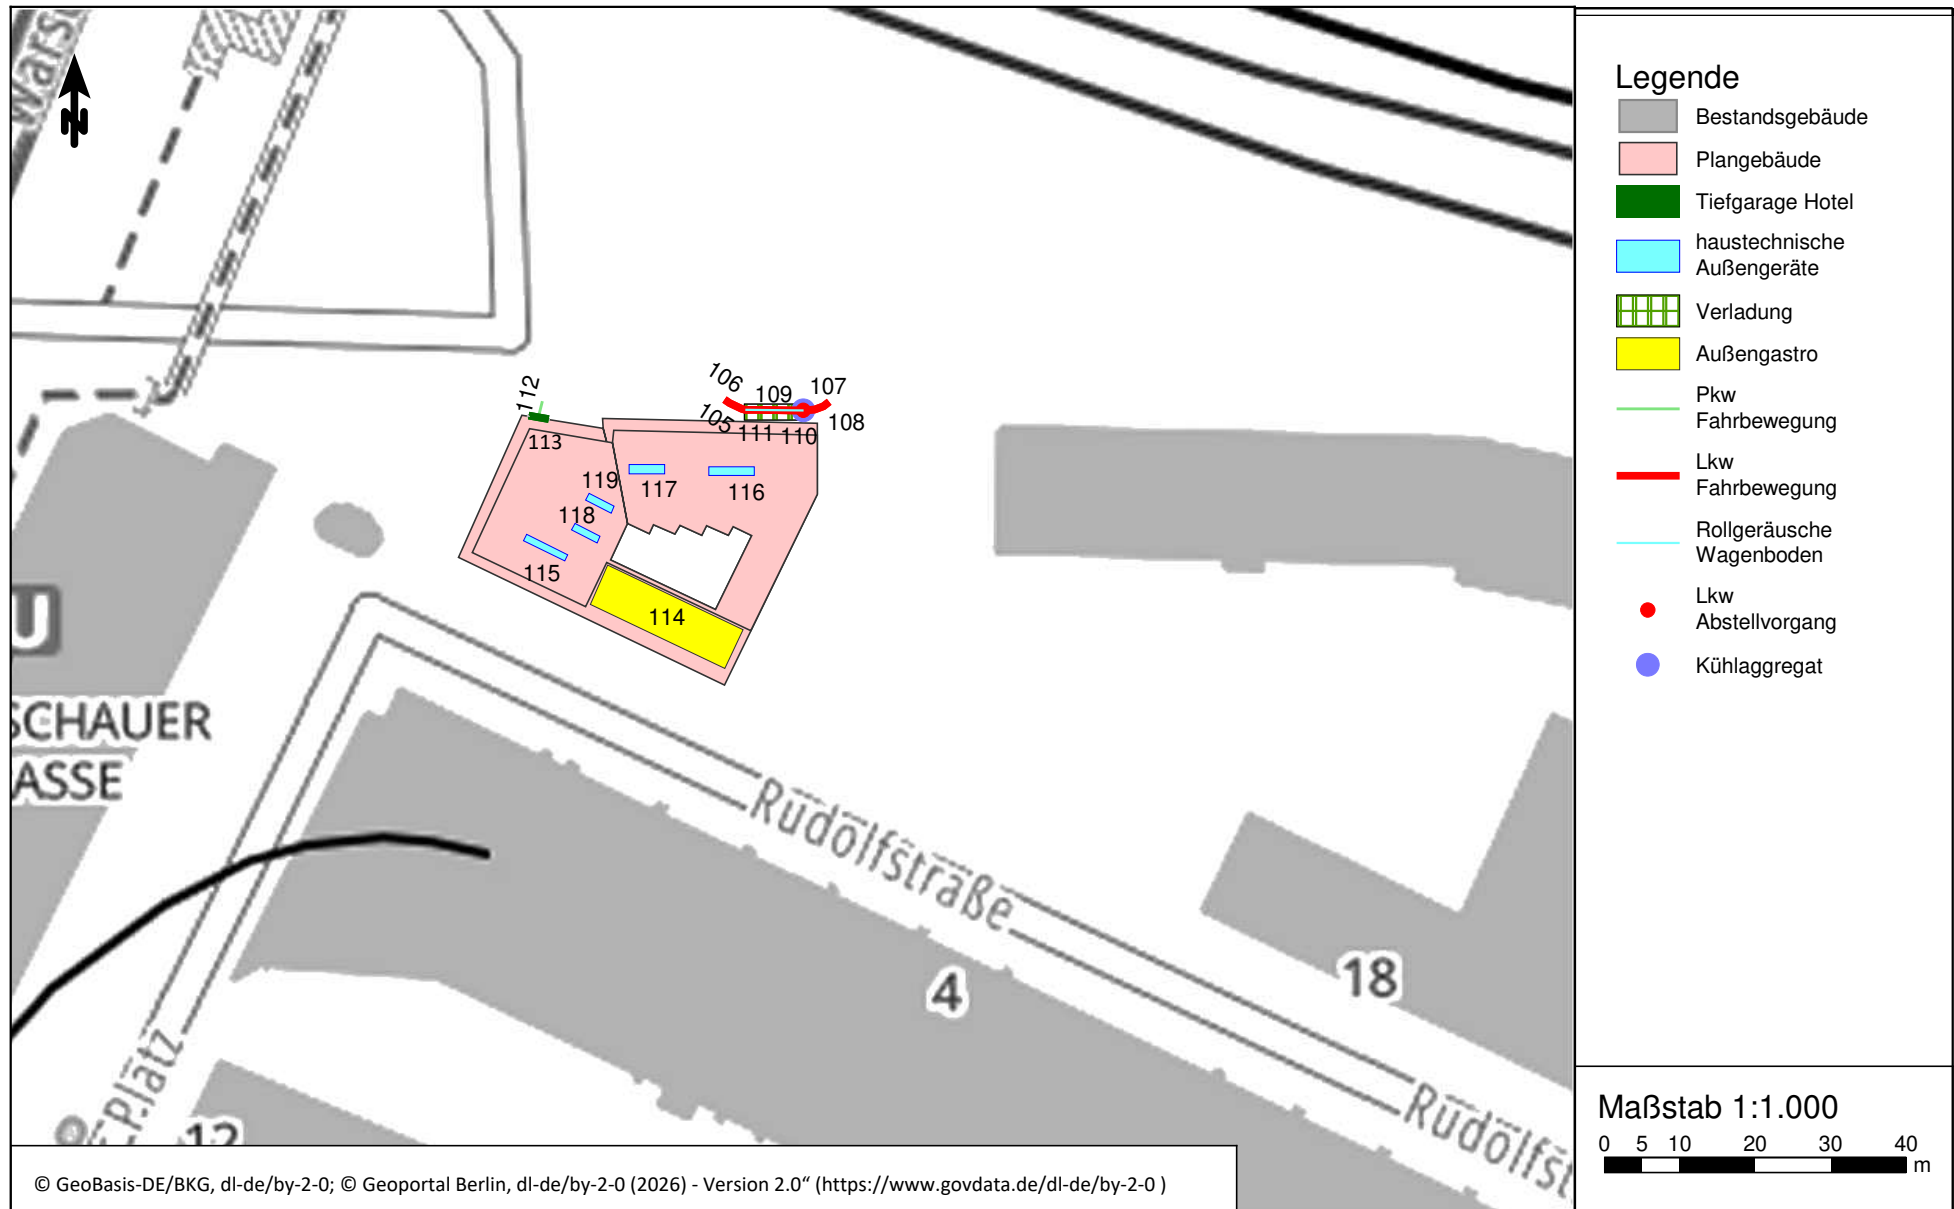 Wars
N
112
113
106
105
109
107
108
111
110
119
117
116
118
115
114
U
SCHAUER
ASSE
Rudolfstraße
4
18
Platz
12
Rudolfst
Legende
Bestandsgebäude
Plangebäude
Tiefgarage Hotel
haustechnische
Außengeräte
Verladung
Außengastro
Pkw
Fahrbewegung
Lkw
Fahrbewegung
Rollgeräusche
Wagenboden
Lkw
Abstellvorgang
Kühlaggregat
Maßstab 1:1.000
0 5 10 20 30 40
m
© GeoBasis-DE/BKG, dl-de/by-2-0; © Geoportal Berlin, dl-de/by-2-0 (2026) - Version 2.0“ (https://www.govdata.de/dl-de/by-2-0 )